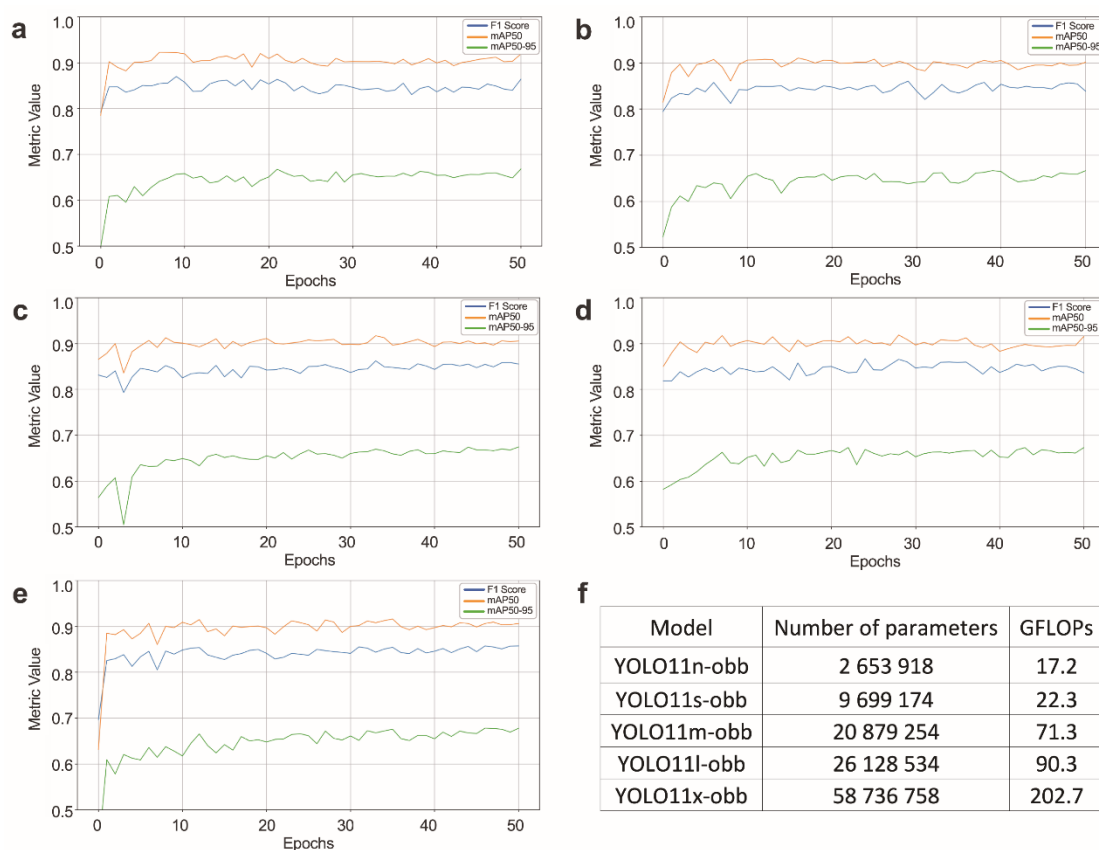 a
1.0
0.9
0.8
0.7
0.6
0.5
Metric Value
F1 Score
mAP50
mAP50-95
0 10 20 30 40 50
Epochs
b
1.0
0.9
0.8
0.7
0.6
0.5
Metric Value
F1 Score
mAP50
mAP50-95
0 10 20 30 40 50
Epochs
c
1.0
0.9
0.8
0.7
0.6
0.5
Metric Value
F1 Score
mAP50
mAP50-95
0 10 20 30 40 50
Epochs
d
1.0
0.9
0.8
0.7
0.6
0.5
Metric Value
F1 Score
mAP50
mAP50-95
0 10 20 30 40 50
Epochs
e
1.0
0.9
0.8
0.7
0.6
0.5
Metric Value
F1 Score
mAP50
mAP50-95
0 10 20 30 40 50
Epochs
f
Model Number of parameters GFLOPs
YOLO11n-obb 2 653 918 17.2
YOLO11s-obb 9 699 174 22.3
YOLO11m-obb 20 879 254 71.3
YOLO11l-obb 26 128 534 90.3
YOLO11x-obb 58 736 758 202.7